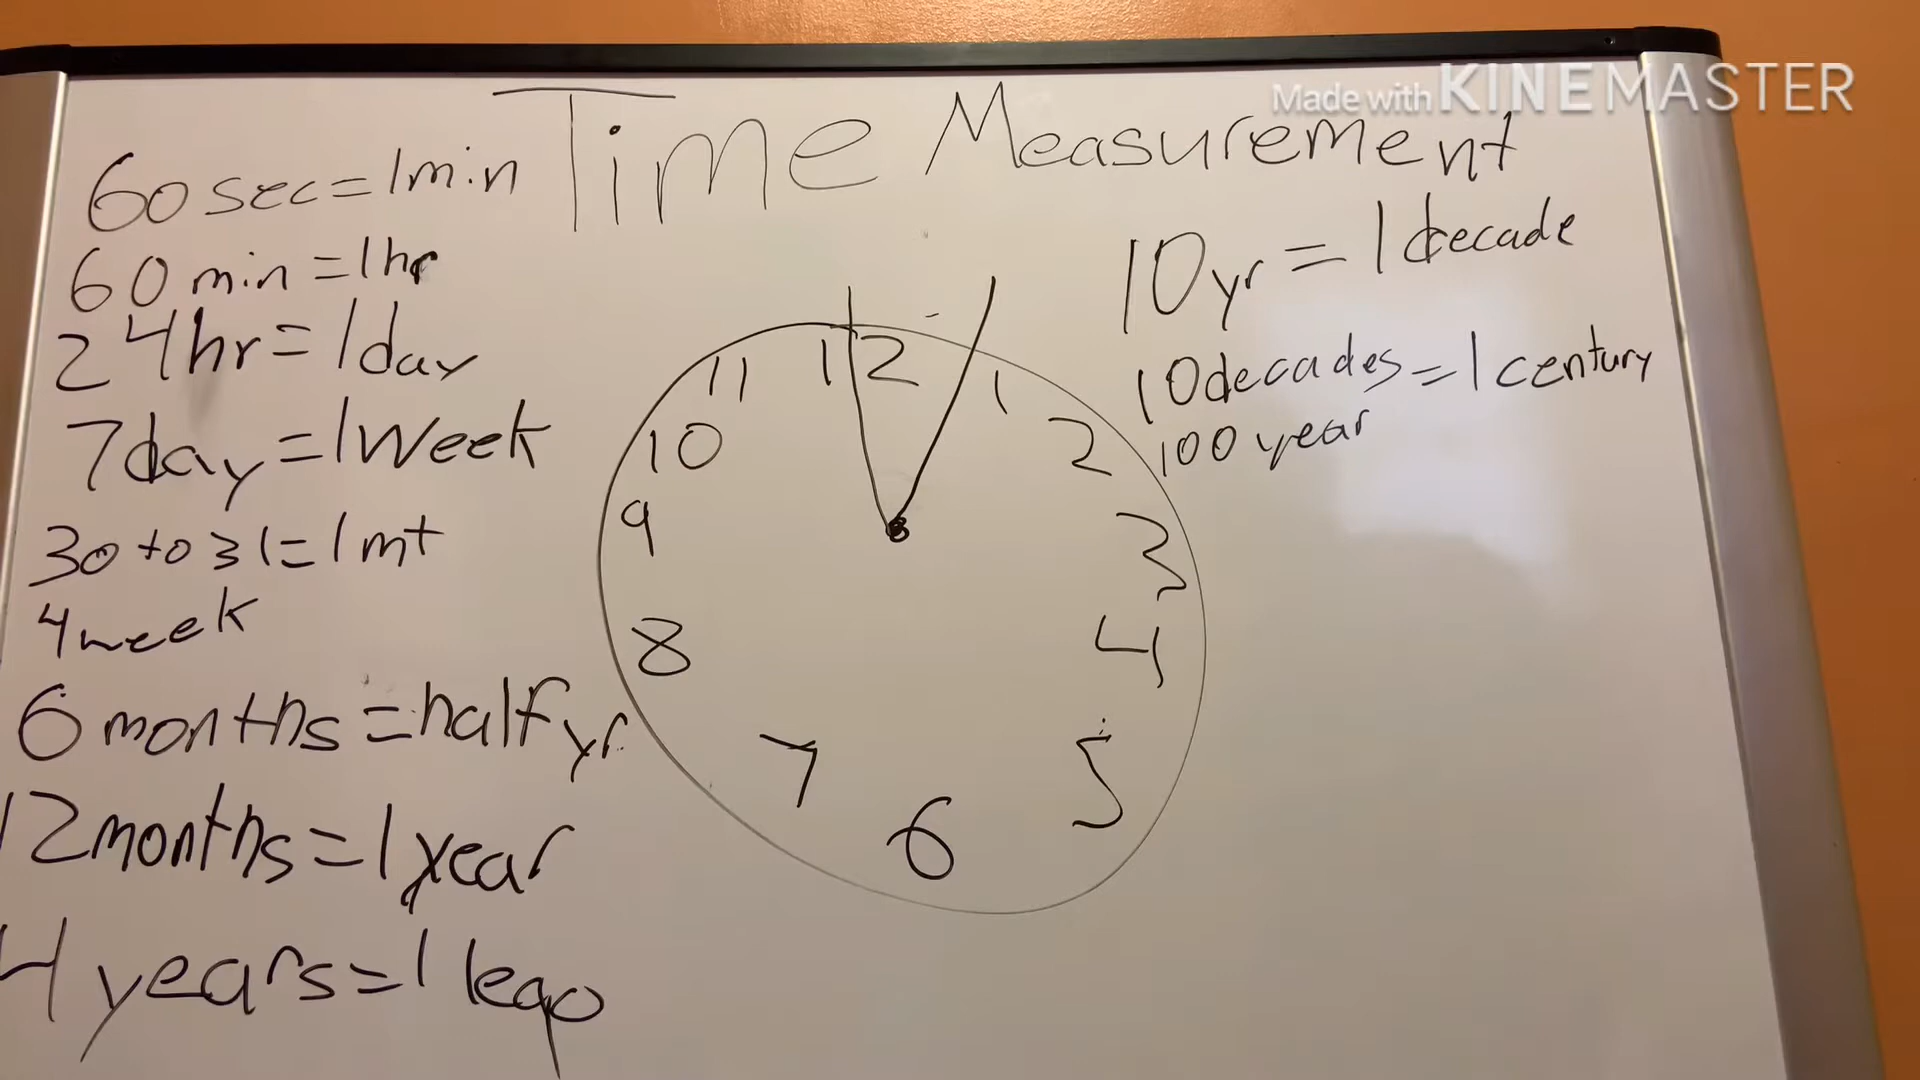 Made with KINEMASTER
Time Measurement
60 sec = 1 min
60 min = 1 hr
24 hr = 1 day
7 day = 1 Week
30 to 31 = 1 mt
4 week
6 months = half yr
12 months = 1 year
4 years = 1 leap
12
1
2
3
4
5
6
7
8
9
10
11
10 yr = 1 decade
10 decades = 1 century
100 year